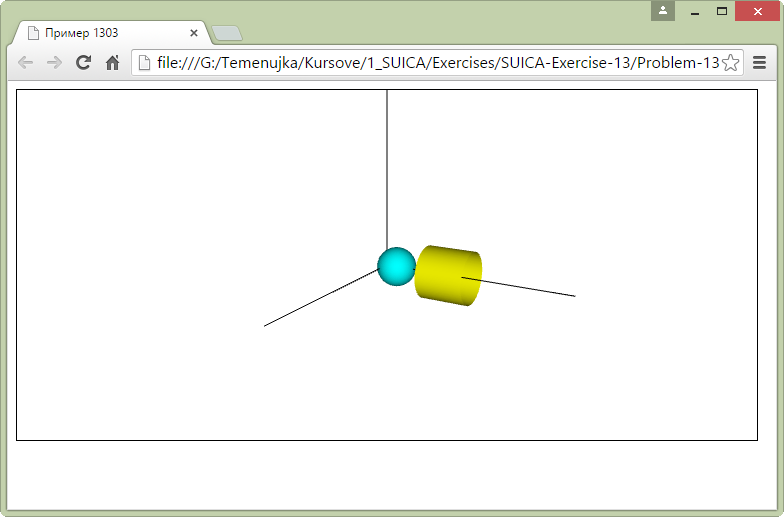 Пример 1303
file:///G:/Temenujka/Kursove/1_SUICA/Exercises/SUICA-Exercise-13/Problem-13